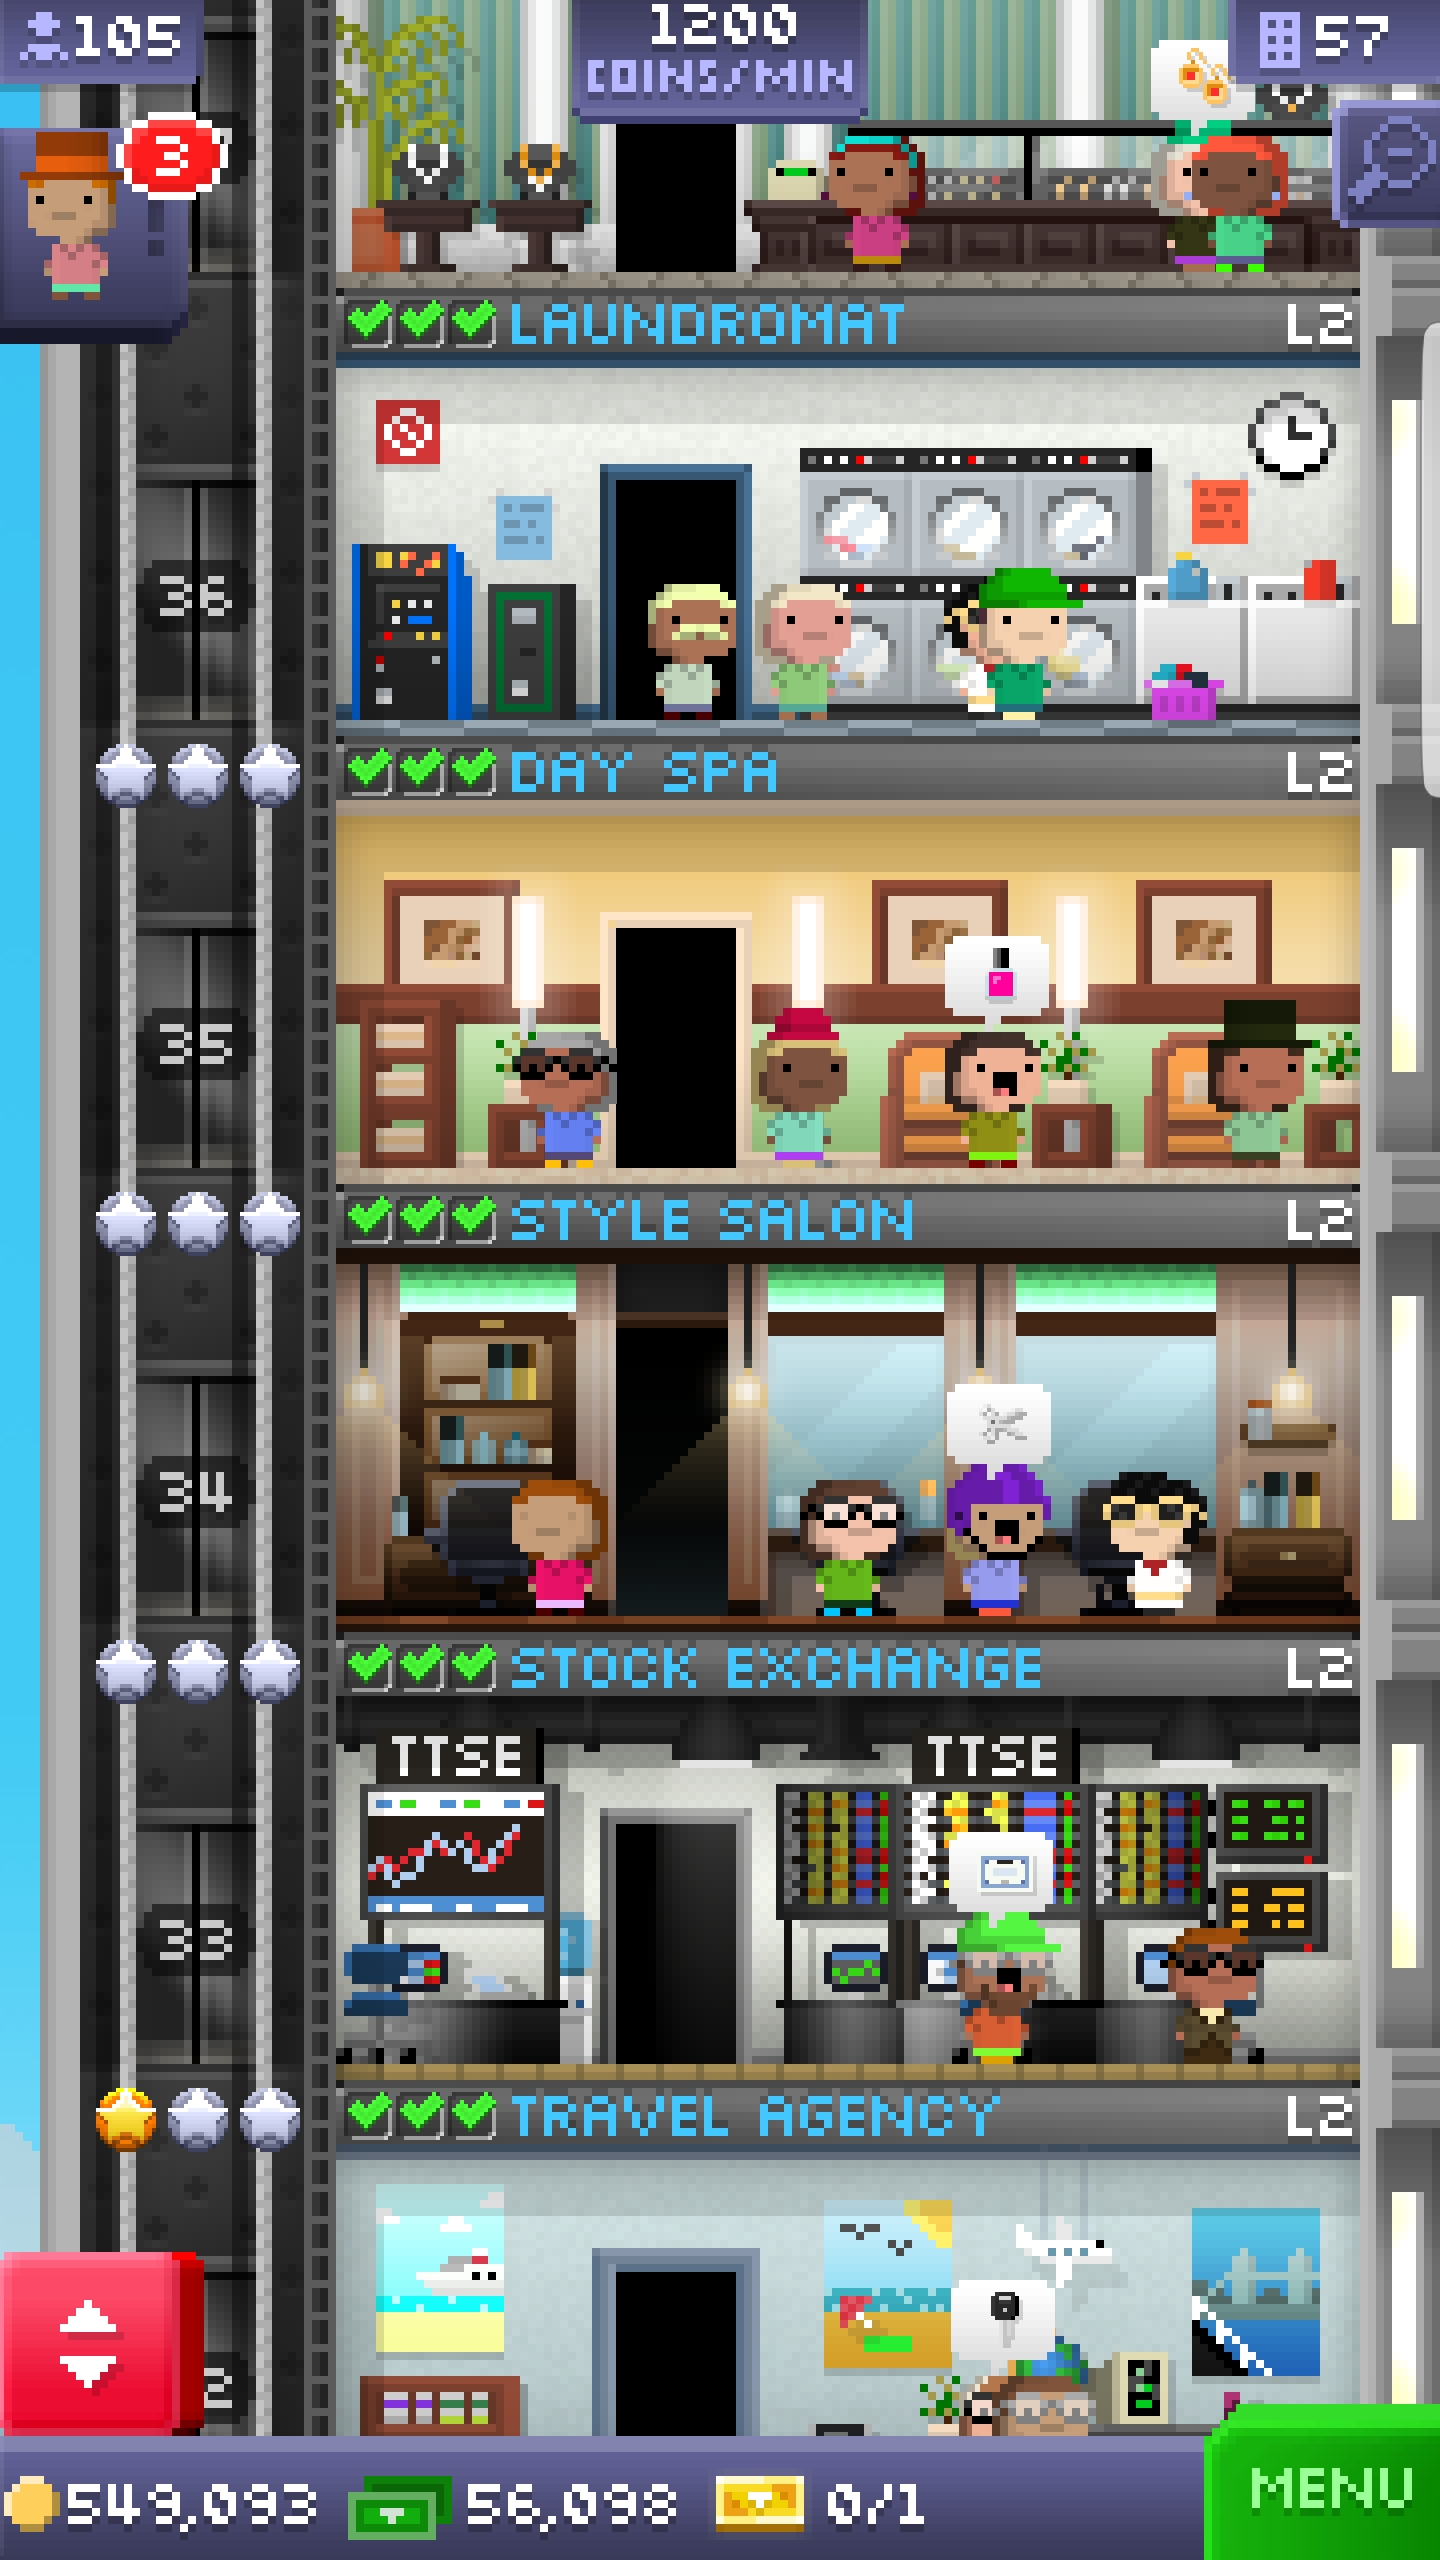 105
1200
COINS/MIN
57
3
LAUNDROMAT L2
36
DAY SPA L2
35
STYLE SALON L2
34
STOCK EXCHANGE L2
TTSE TTSE
33
TRAVEL AGENCY L2
2
549,093 56,098 0/1
MENU